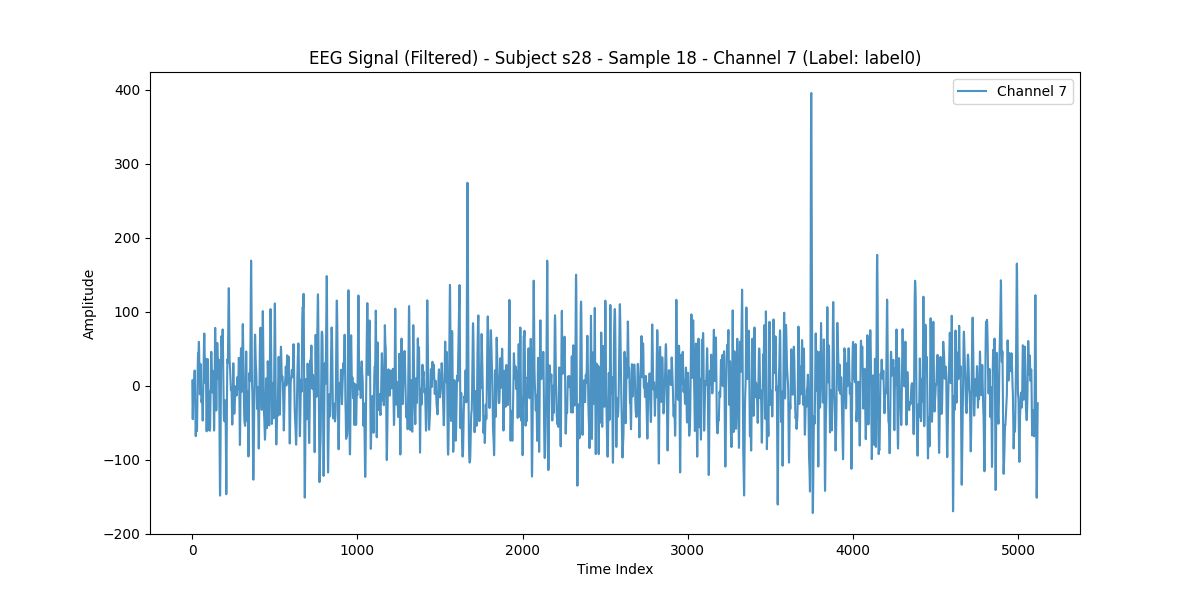 EEG Signal (Filtered) - Subject s28 - Sample 18 - Channel 7 (Label: label0)
Channel 7
400
300
200
100
0
−100
−200
Amplitude
0 1000 2000 3000 4000 5000
Time Index